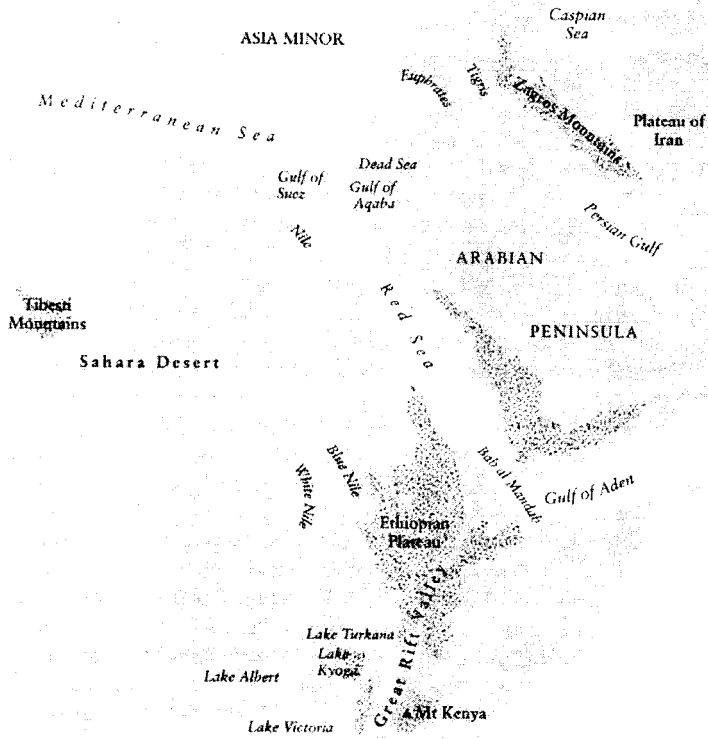 Caspian
Sea
ASIA MINOR
Euphrates
Tigris
Zagros Mountains
Mediterranean Sea
Plateau of
Iran
Dead Sea
Gulf of
Suez
Gulf of
Aqaba
Persian Gulf
Nile
ARABIAN
Red Sea
Tibesti
Mountains
PENINSULA
Sahara Desert
Blue Nile
White Nile
Bab al Mandab
Gulf of Aden
Ethiopian
Plateau
Great Rift Valley
Lake Turkana
Lake
Kyoga
Lake Albert
Mt Kenya
Lake Victoria